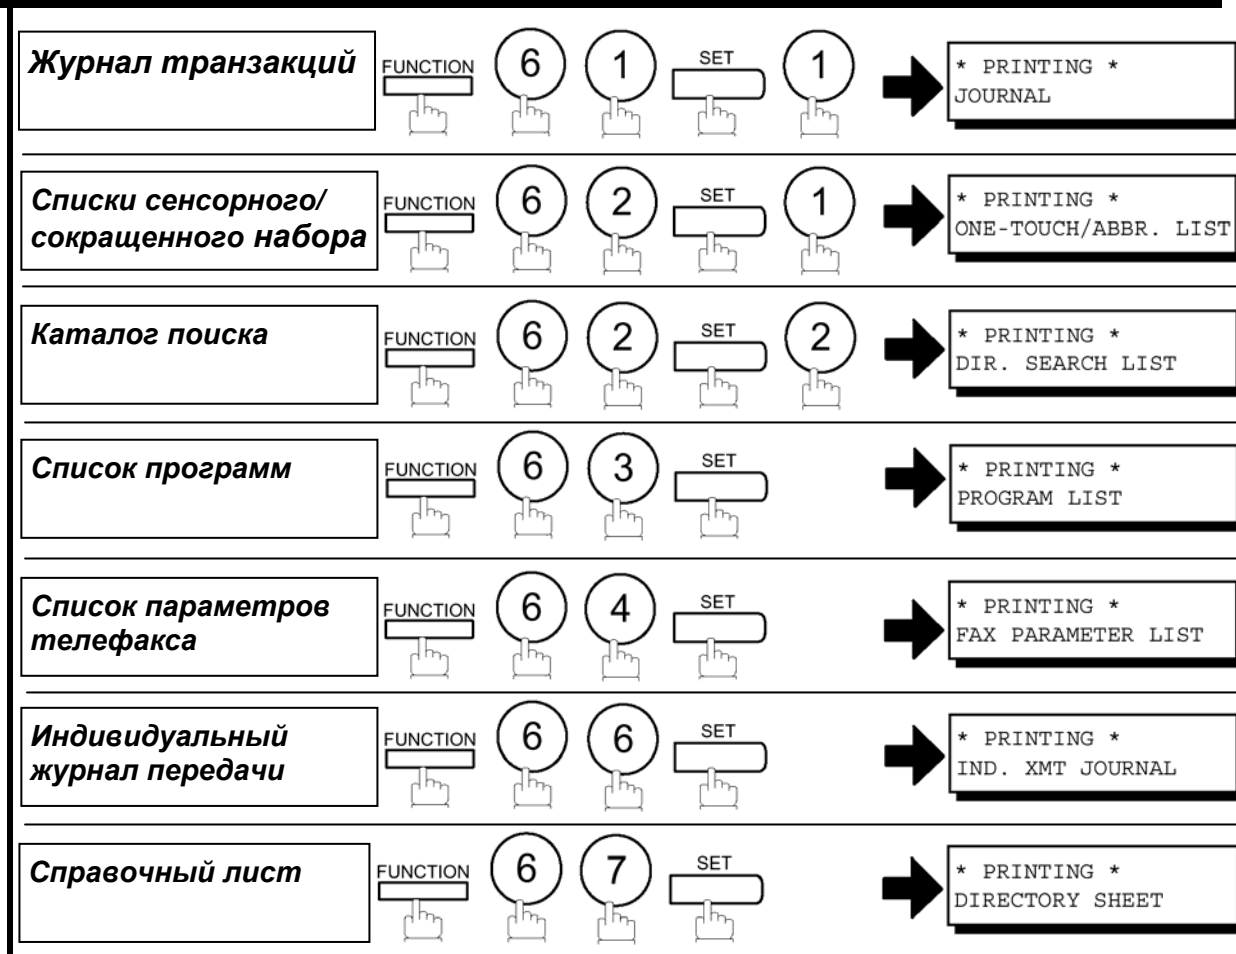 Журнал транзакций
FUNCTION 6 1 SET 1
* PRINTING *
JOURNAL
Списки сенсорного/
сокращенного набора
FUNCTION 6 2 SET 1
* PRINTING *
ONE-TOUCH/ABBR. LIST
Каталог поиска
FUNCTION 6 2 SET 2
* PRINTING *
DIR. SEARCH LIST
Список программ
FUNCTION 6 3 SET
* PRINTING *
PROGRAM LIST
Список параметров
телефакса
FUNCTION 6 4 SET
* PRINTING *
FAX PARAMETER LIST
Индивидуальный
журнал передачи
FUNCTION 6 6 SET
* PRINTING *
IND. XMT JOURNAL
Справочный лист
FUNCTION 6 7 SET
* PRINTING *
DIRECTORY SHEET